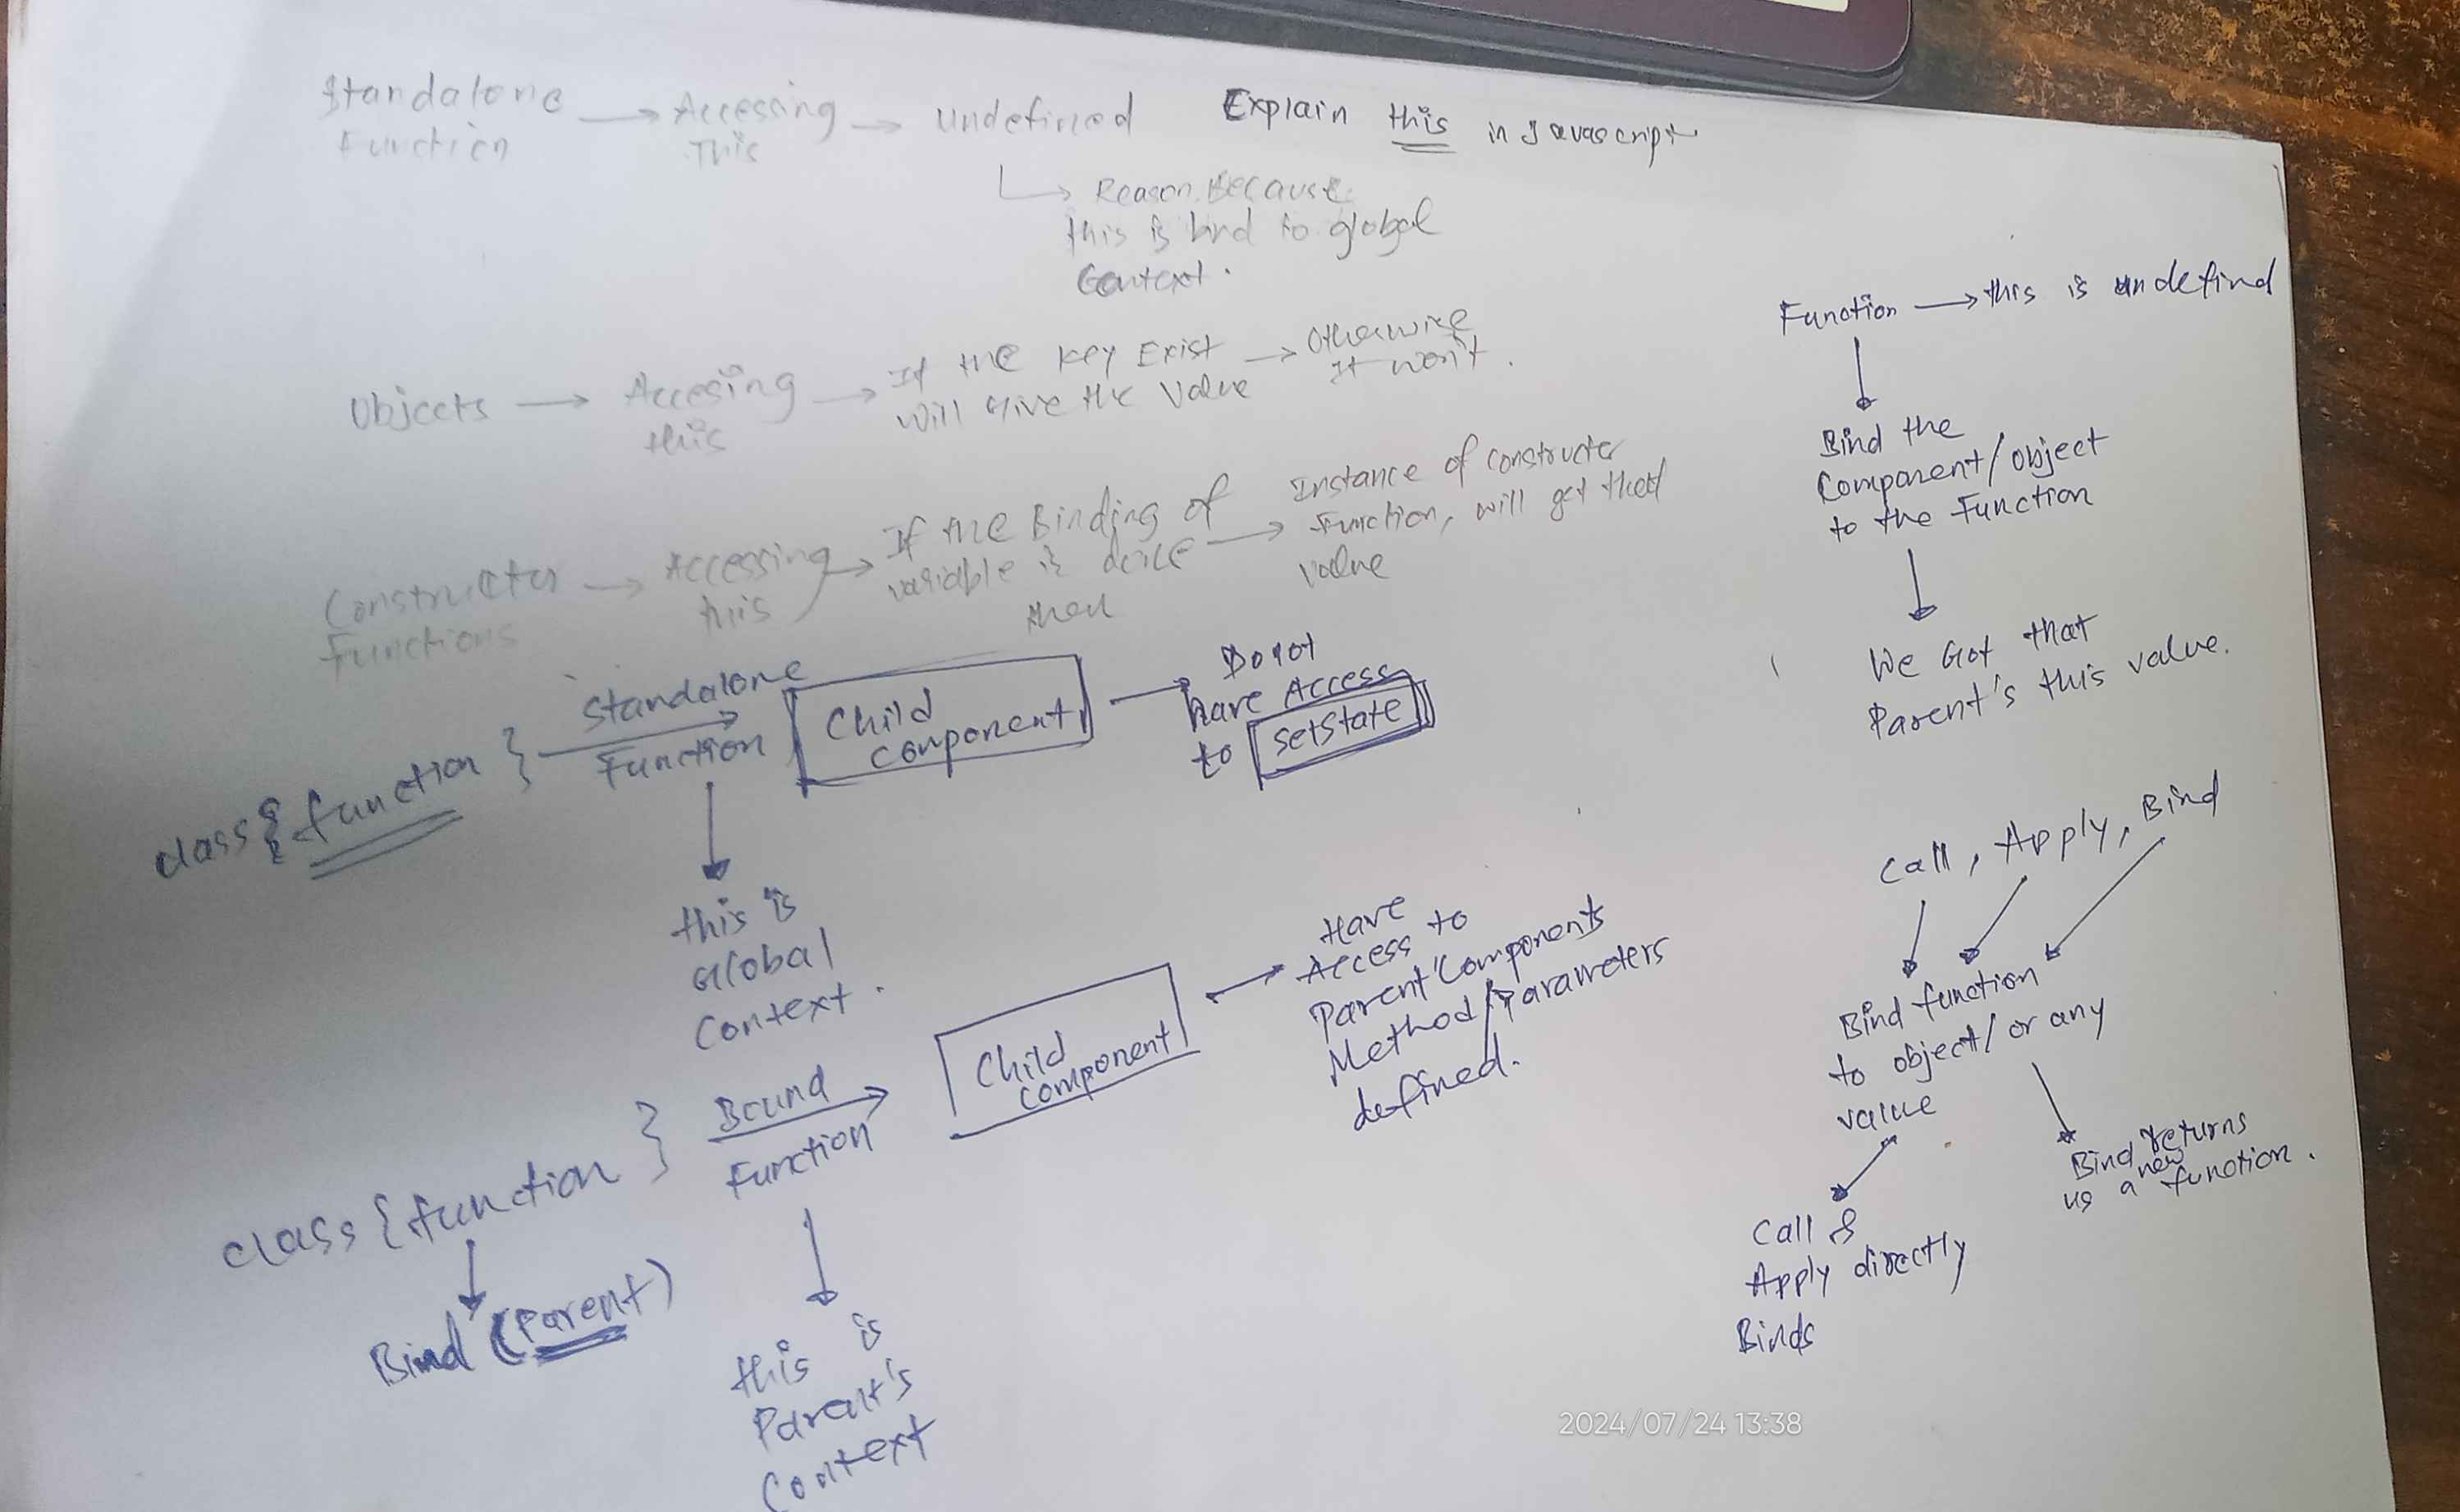 Explain this in Javascript
Standalone
Function
Accessing
This
undefined
Reason Because
this is bind to global
Context.
Objects
Accesing
this
If the key Exist
will Give the Value
Otherwise
It won't.
Constructer
Functions
Accessing
this
If the Binding of
variable is done
then
Instance of constructer
Function, will get that
value
class { function }
Standalone
Function
Child
component
Do not
have Access
to setState
this is
Global
Context.
class { function }
Bind (Parent)
Bound
Function
Child
component
Have
Access to
Parent Components
Method/Parameters
defined.
this is
Parent's
Context
Function
this is undefind
Bind the
Component/object
to the Function
We Got that
Parent's this value.
Call, Apply, Bind
Bind function
to object/or any
value
Call &
Apply directly
Binds
Bind returns
us a new function.
2024/07/24 13:38